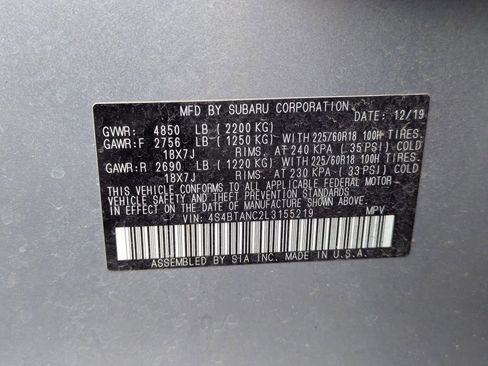 MFD BY SUBARU CORPORATION
DATE: 12/19
GVWR: 4850 LB (2200 KG)
GAWR:F 2756 LB (1250 KG) WITH 225/60R18 100H TIRES.
18X7J RIMS. AT 240 KPA (35 PSI) COLD
GAWR:R 2690 LB (1220 KG) WITH 225/60R18 100H TIRES.
18X7J RIMS. AT 230 KPA (33 PSI) COLD
THIS VEHICLE CONFORMS TO ALL APPLICABLE FEDERAL MOTOR
VEHICLE SAFETY AND THEFT PREVENTION STANDARDS IN
EFFECT ON THE DATE OF MANUFACTURE SHOWN ABOVE.
VIN: 4S4BTANC2L3155219 MPV
ASSEMBLED BY SIA INC. MADE IN U.S.A.